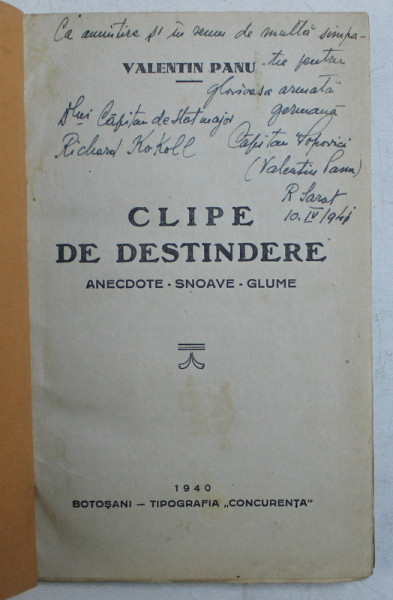 Ca amintire și în semn de multă simpa-
VALENTIN PANU
-tie pentru
glorioasa armată
germană
Dlui Căpitan de Stat major
Richard Kokoll
Căpitan Popovici
(Valentin Panu)
R Sarat
10. IV 1941
CLIPE
DE DESTINDERE
ANECDOTE - SNOAVE - GLUME
1940
BOTOȘANI — TIPOGRAFIA „CONCURENȚA”